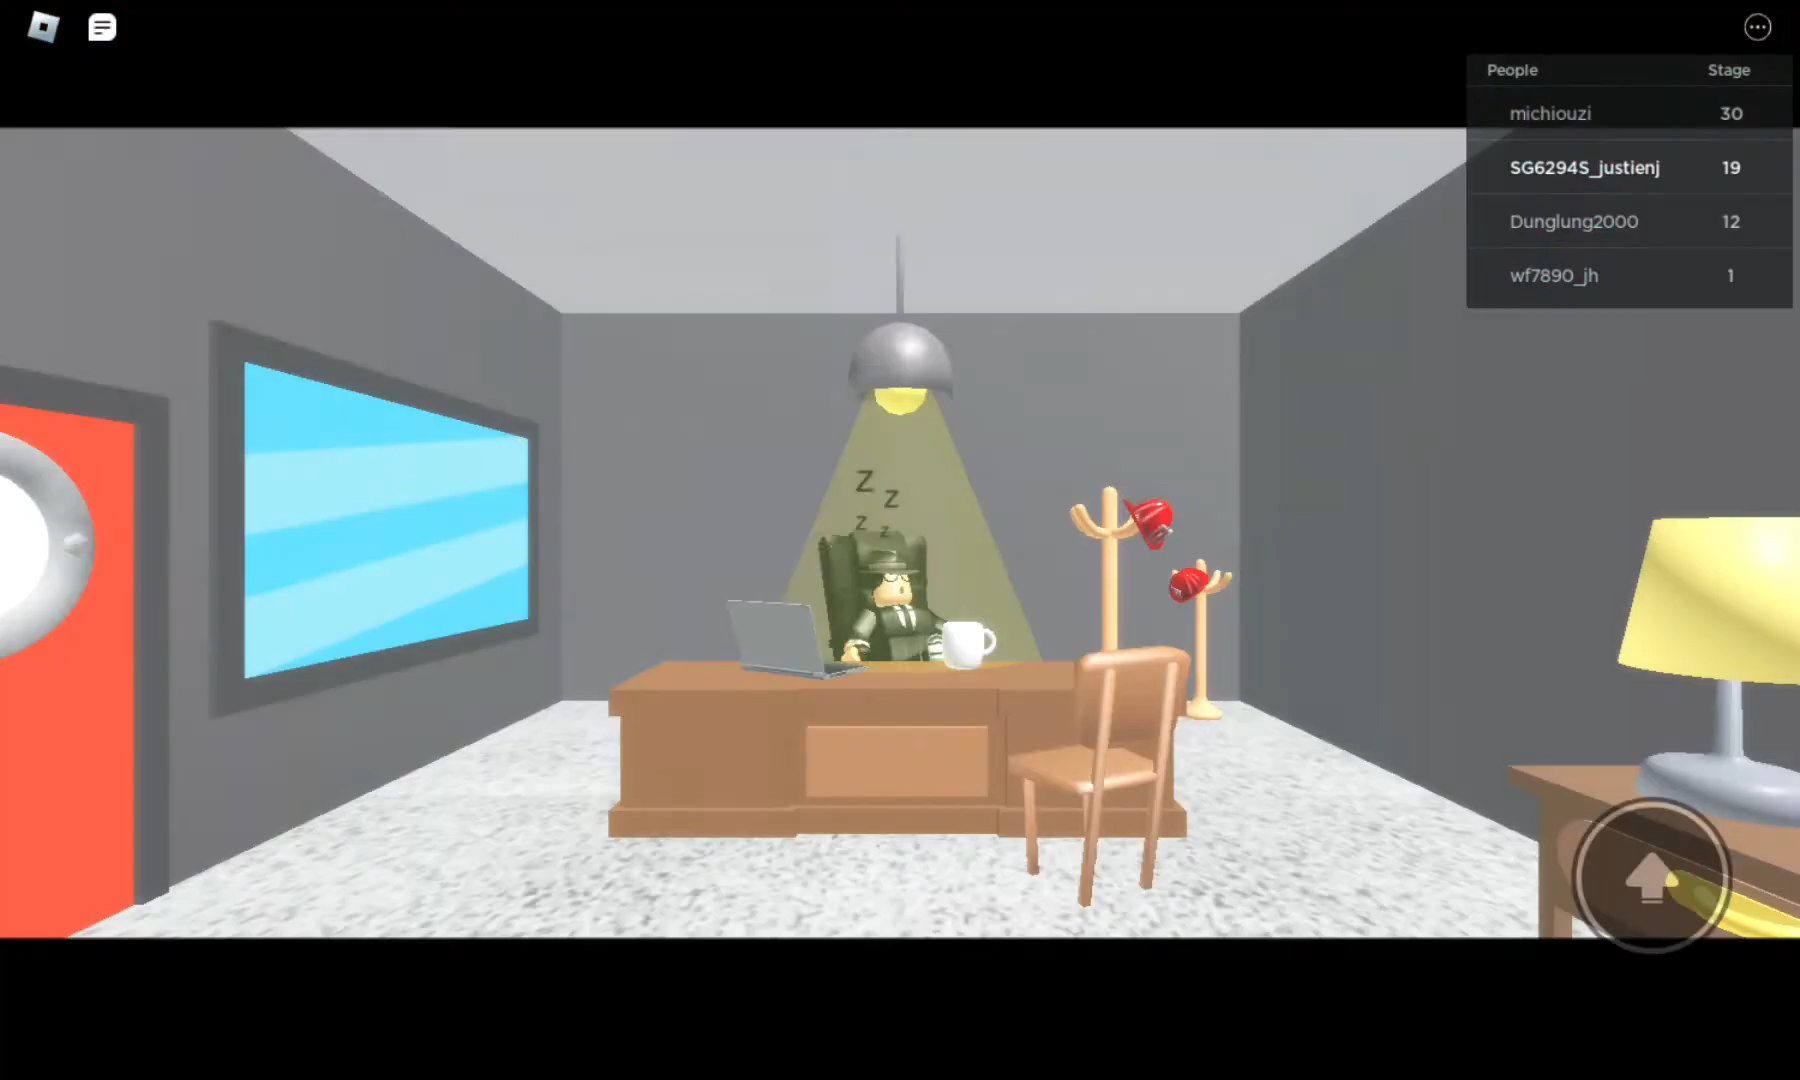 People Stage
michiouzi 30
SG6294S_justienj 19
Dunglung2000 12
wf7890_jh 1
Z
Z
Z
Z